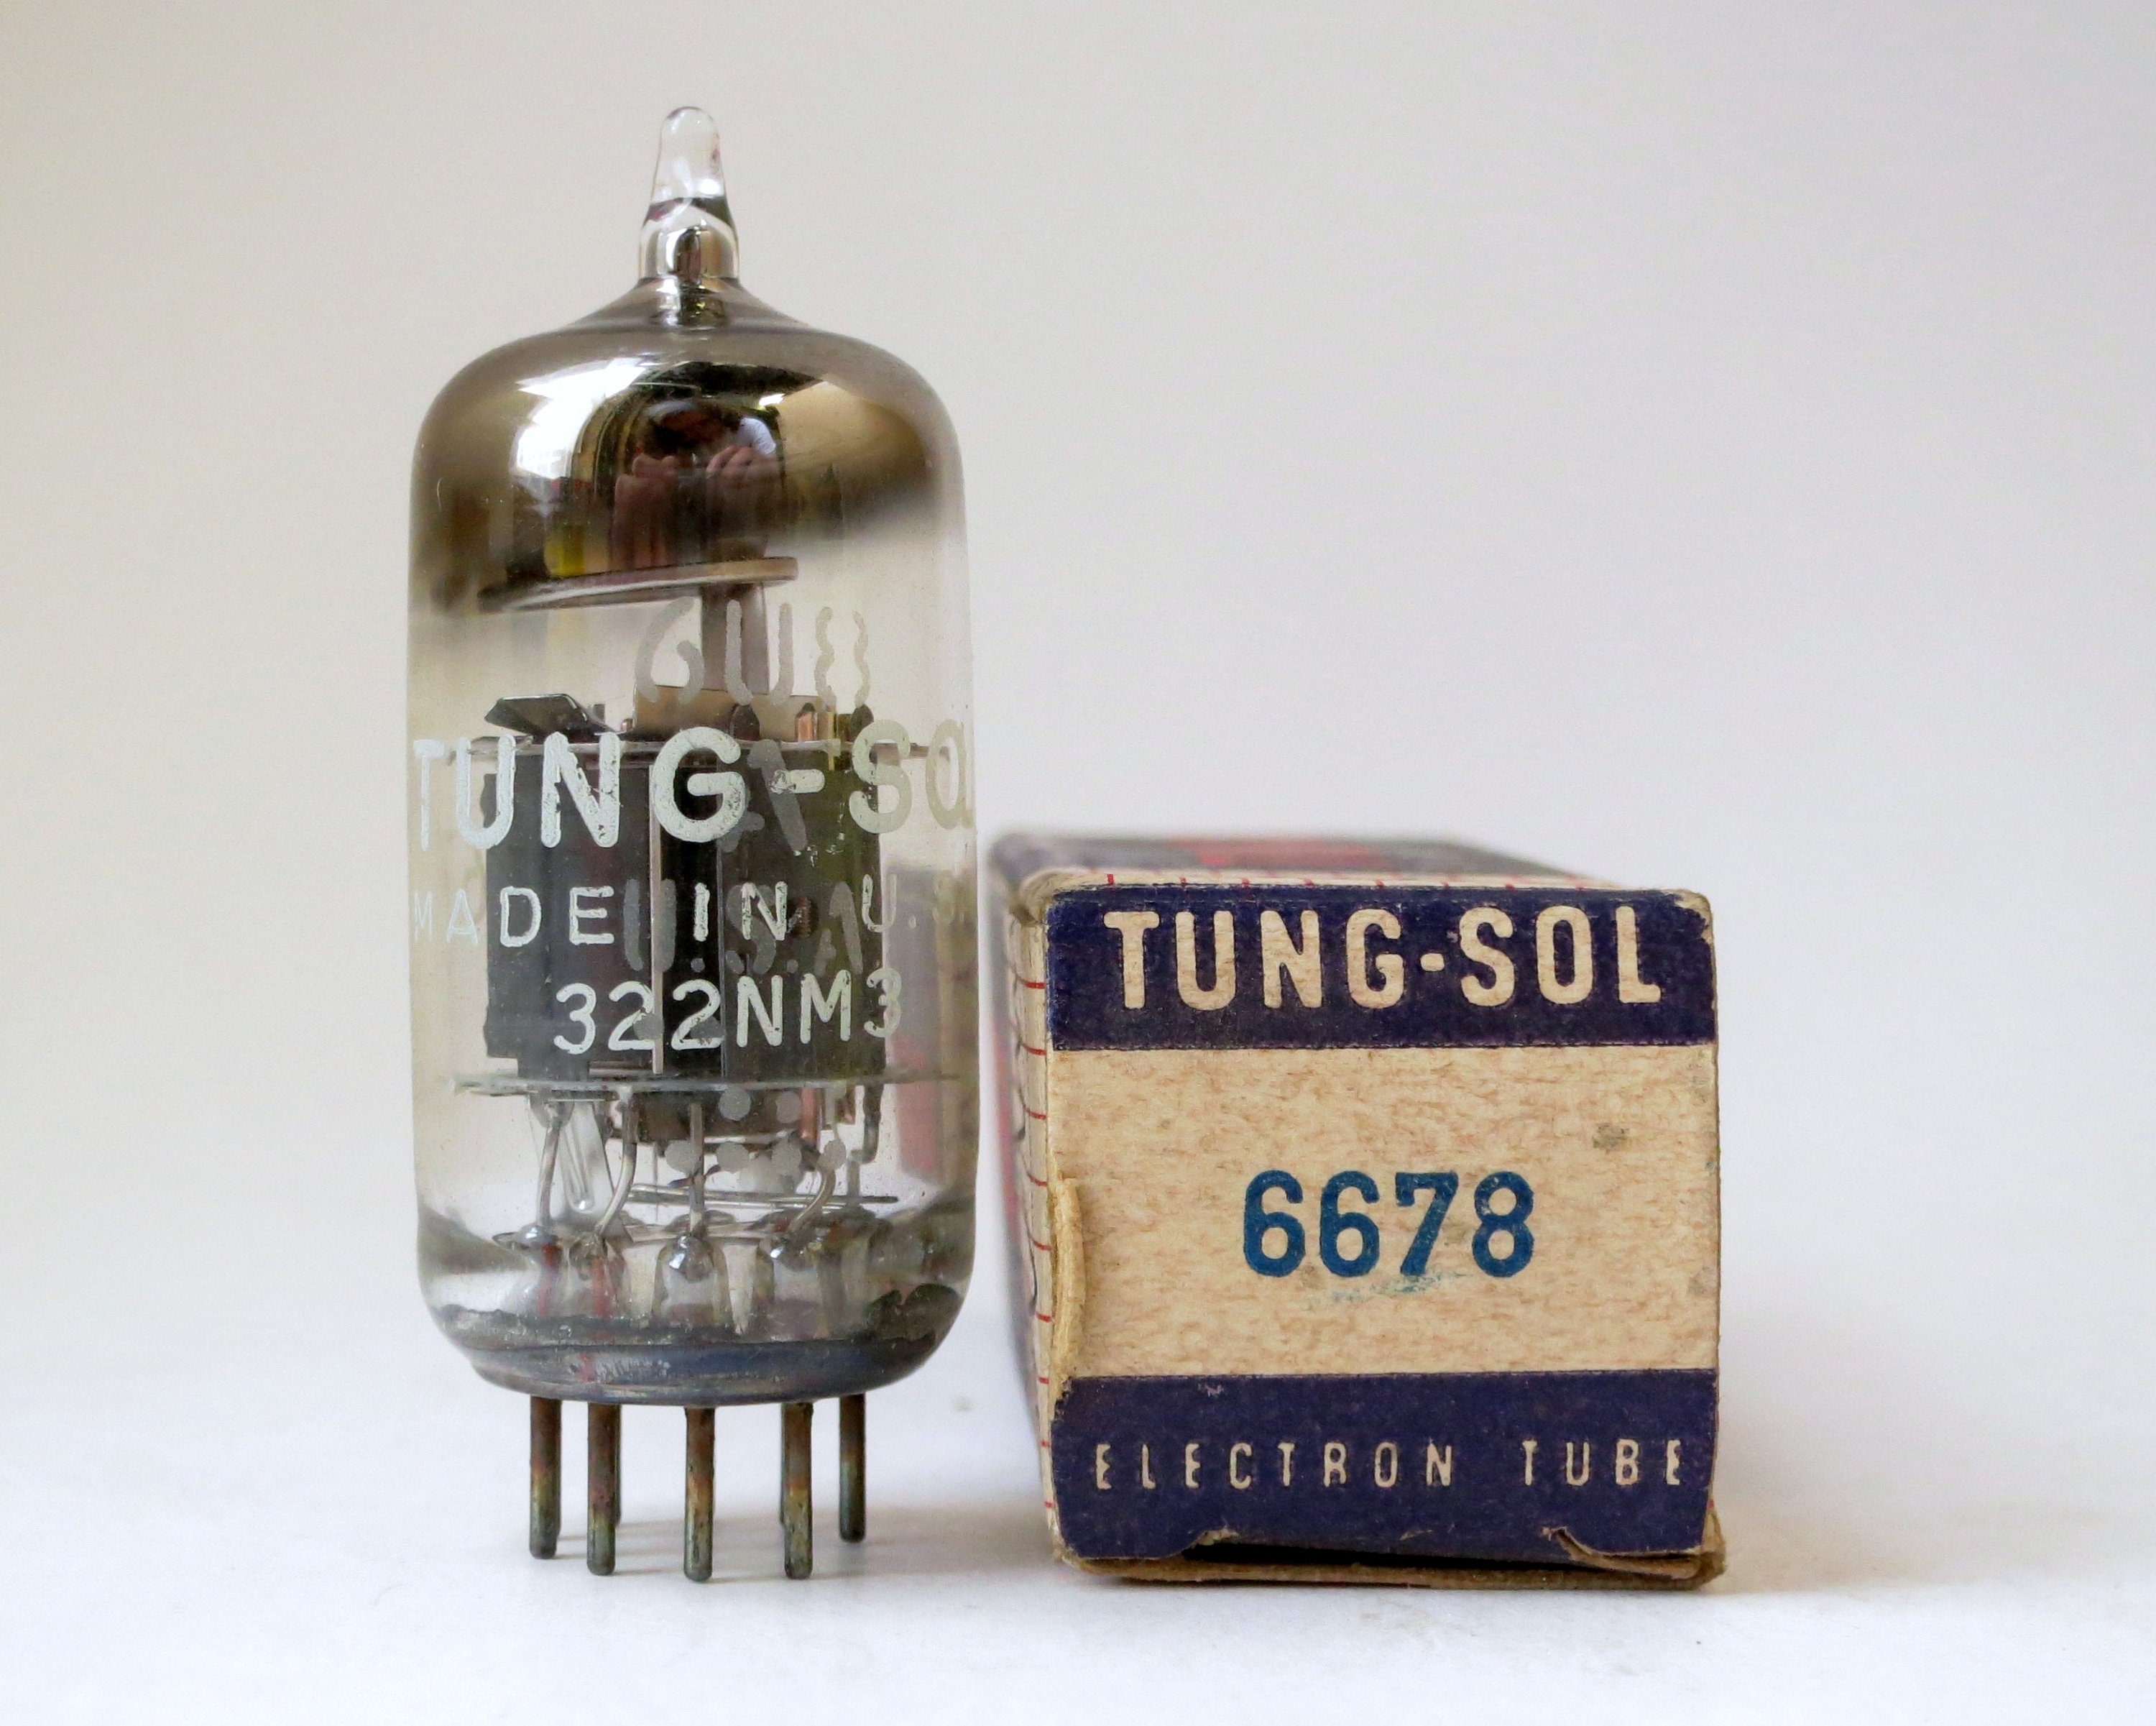 6U8
TUNG-SOL
MADE IN U.S.
322NM3
U.S.A
TUNG-SOL
6678
ELECTRON TUBE